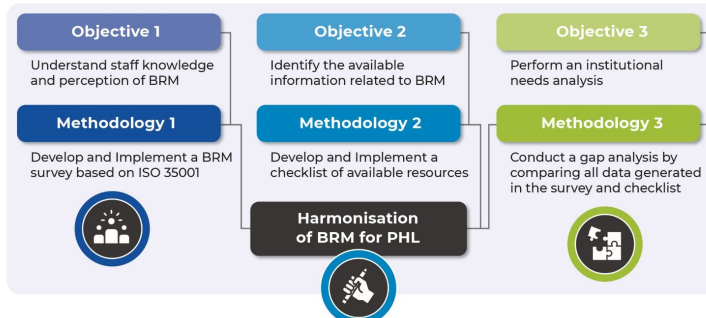 Objective 1
Understand staff knowledge
and perception of BRM
Methodology 1
Develop and Implement a BRM
survey based on ISO 35001
Objective 2
Identify the available
information related to BRM
Methodology 2
Develop and Implement a
checklist of available resources
Objective 3
Perform an institutional
needs analysis
Methodology 3
Conduct a gap analysis by
comparing all data generated
in the survey and checklist
Harmonisation
of BRM for PHL